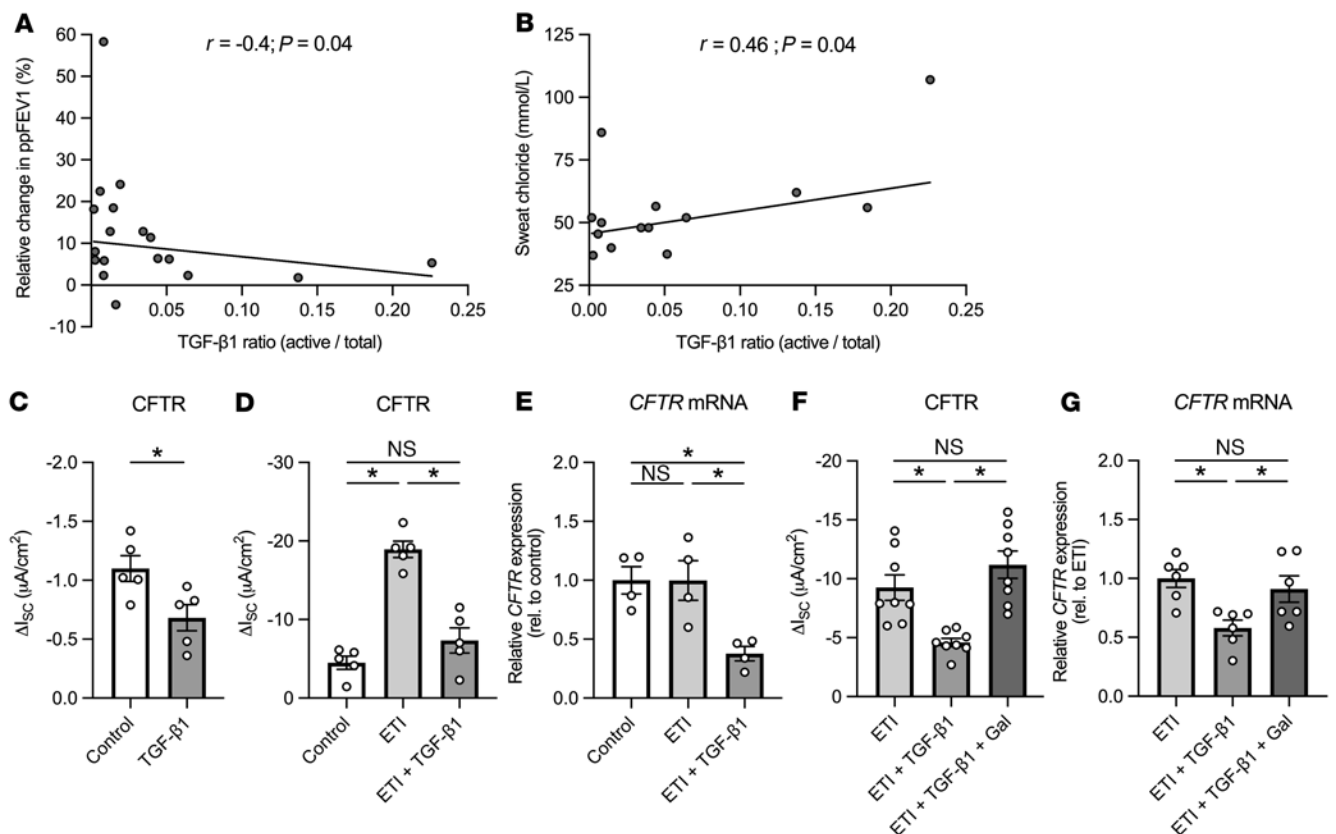 A
r = -0.4; P = 0.04
Relative change in ppFEV1 (%)
60
50
40
30
20
10
0
-10
0.05
0.10
0.15
0.20
0.25
TGF-β1 ratio (active / total)
B
r = 0.46 ; P = 0.04
Sweat chloride (mmol/L)
125
100
75
50
25
0.00
0.05
0.10
0.15
0.20
0.25
TGF-β1 ratio (active / total)
C
CFTR
*
ΔISC (µA/cm²)
-2.0
-1.5
-1.0
-0.5
0.0
Control
TGF-β1
D
CFTR
NS
*
*
ΔISC (µA/cm²)
-30
-20
-10
0
Control
ETI
ETI + TGF-β1
E
CFTR mRNA
*
NS
*
Relative CFTR expression
(rel. to control)
2.0
1.5
1.0
0.5
0.0
Control
ETI
ETI + TGF-β1
F
CFTR
NS
*
*
ΔISC (µA/cm²)
-20
-15
-10
-5
0
ETI
ETI + TGF-β1
ETI + TGF-β1 + Gal
G
CFTR mRNA
NS
*
*
Relative CFTR expression
(rel. to ETI)
2.0
1.5
1.0
0.5
0.0
ETI
ETI + TGF-β1
ETI + TGF-β1 + Gal